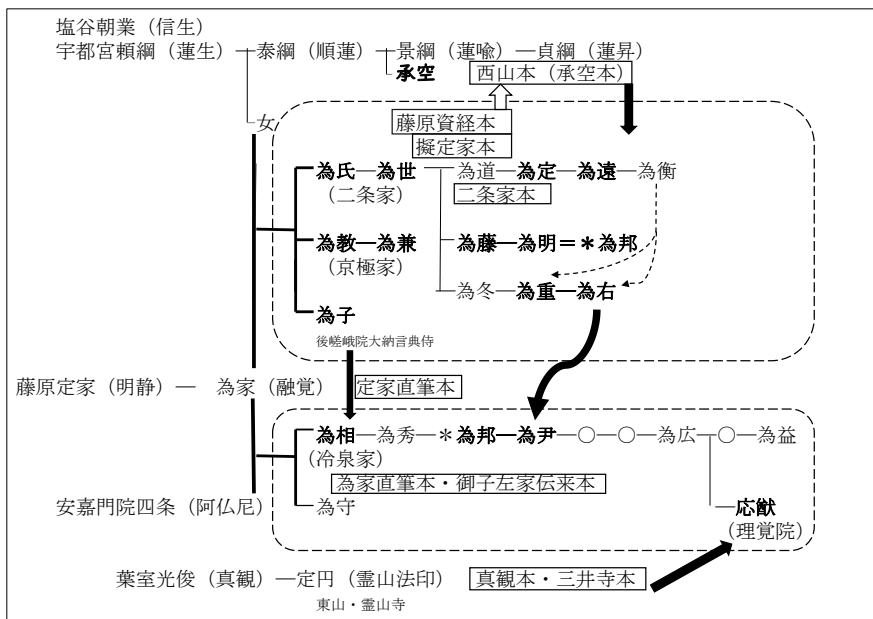 塩谷朝業（信生）
宇都宮頼綱（蓮生）―泰綱（順蓮）―景綱（蓮喩）―貞綱（蓮昇）
承空　西山本（承空本）
女
藤原資経本
擬定家本
為氏―為世　為道―為定―為遠―為衡
（二条家）　二条家本
為教―為兼　為藤―為明＝＊為邦
（京極家）
為冬―為重―為右
為子
後嵯峨院大納言典侍
藤原定家（明静）―　為家（融覚）　定家直筆本
為相―為秀―＊為邦―為尹―○―○―為広―○―為益
（冷泉家）
為家直筆本・御子左家伝来本
安嘉門院四条（阿仏尼）　為守　―応猷
（理覚院）
葉室光俊（真観）―定円（霊山法印）　真観本・三井寺本
東山・霊山寺